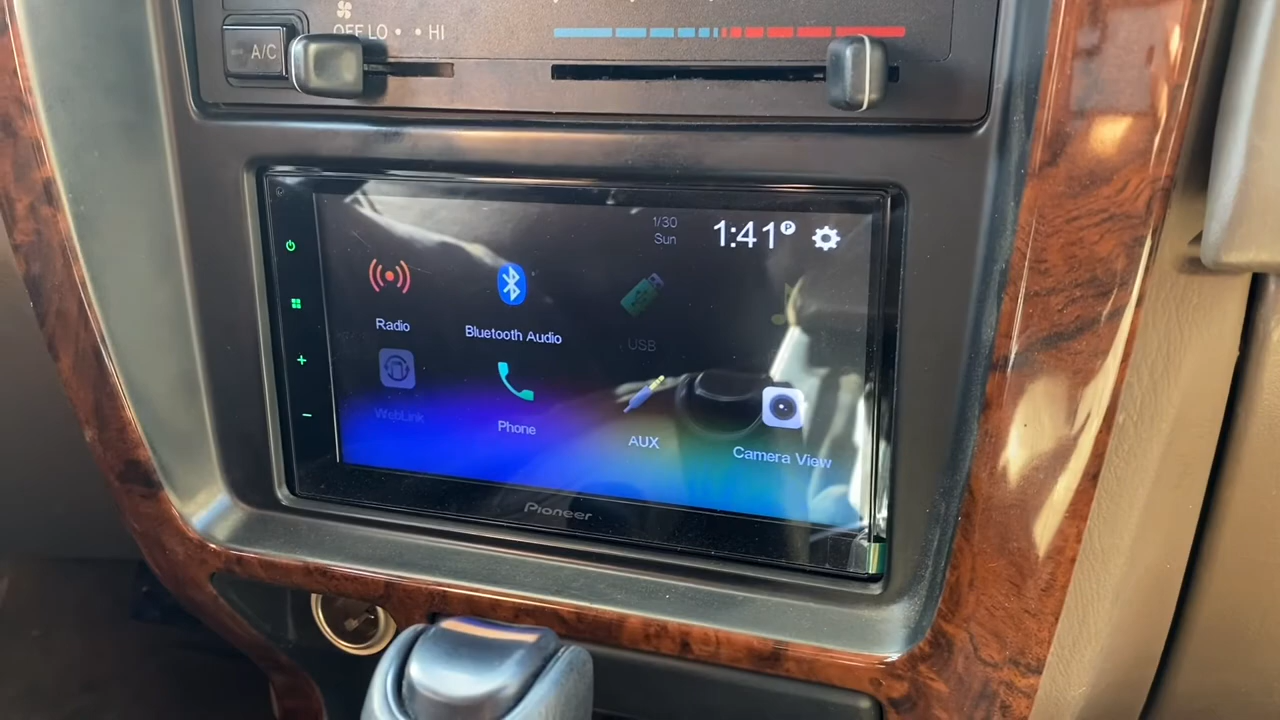 OFF LO • • HI
A/C
1/30
Sun
1:41 P
Radio
Bluetooth Audio
USB
WebLink
Phone
AUX
Camera View
Pioneer